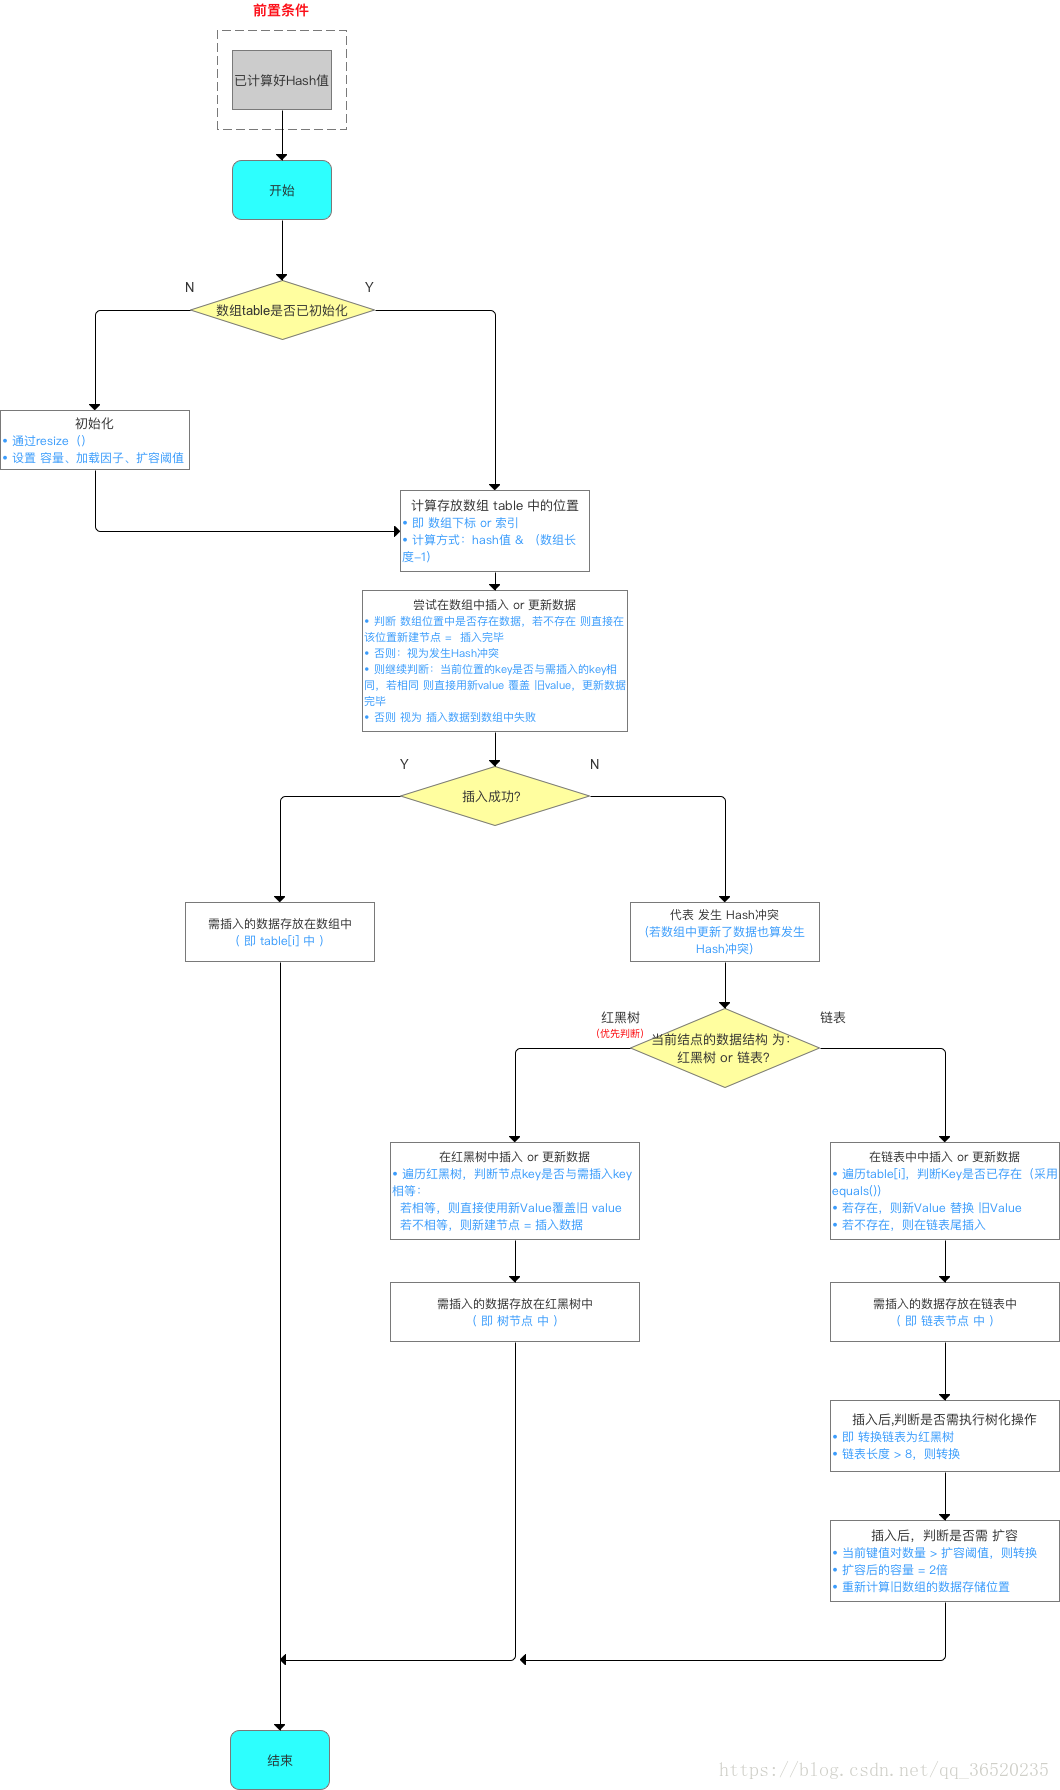 前置条件
已计算好Hash值
开始
N
Y
数组table是否已初始化
初始化
• 通过resize（）
• 设置 容量、加载因子、扩容阈值
计算存放数组 table 中的位置
• 即 数组下标 or 索引
• 计算方式：hash值 & （数组长
度-1）
尝试在数组中插入 or 更新数据
• 判断 数组位置中是否存在数据，若不存在 则直接在
该位置新建节点 = 插入完毕
• 否则：视为发生Hash冲突
• 则继续判断：当前位置的key是否与需插入的key相
同，若相同 则直接用新value 覆盖 旧value，更新数据
完毕
• 否则 视为 插入数据到数组中失败
Y
N
插入成功?
需插入的数据存放在数组中
( 即 table[i] 中 )
代表 发生 Hash冲突
(若数组中更新了数据也算发生
Hash冲突)
红黑树
(优先判断)
链表
当前结点的数据结构 为：
红黑树 or 链表?
在红黑树中插入 or 更新数据
• 遍历红黑树，判断节点key是否与需插入key
相等：
若相等，则直接使用新Value覆盖旧 value
若不相等，则新建节点 = 插入数据
在链表中中插入 or 更新数据
• 遍历table[i]，判断Key是否已存在（采用
equals())
• 若存在，则新Value 替换 旧Value
• 若不存在，则在链表尾插入
需插入的数据存放在红黑树中
( 即 树节点 中 )
需插入的数据存放在链表中
( 即 链表节点 中 )
插入后,判断是否需执行树化操作
• 即 转换链表为红黑树
• 链表长度 > 8，则转换
插入后，判断是否需 扩容
• 当前键值对数量 > 扩容阈值，则转换
• 扩容后的容量 = 2倍
• 重新计算旧数组的数据存储位置
结束
https://blog.csdn.net/qq_36520235